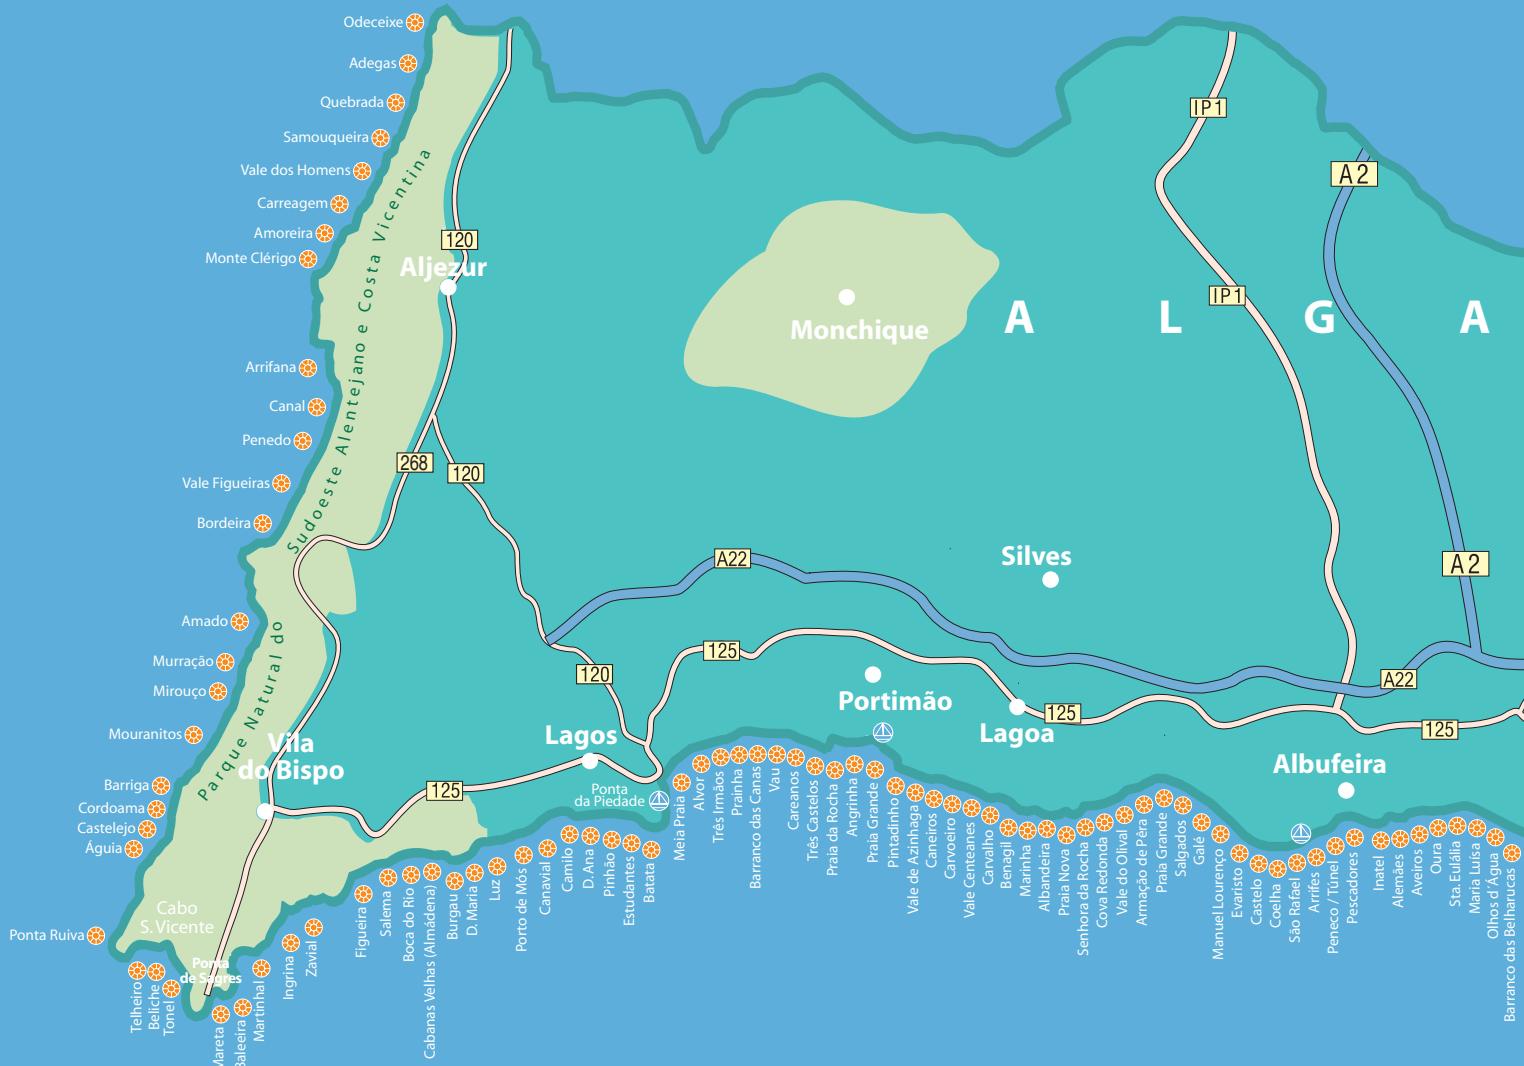 Odeceixe
Adegas
Quebrada
Samouqueira
Vale dos Homens
Carreagem
Amoreira
Monte Clérigo
Arrifana
Canal
Penedo
Vale Figueiras
Bordeira
Amado
Murração
Mirouço
Mouranitos
Barriga
Cordoama
Castelejo
Águia
Ponta Ruiva
Parque Natural do Sudoeste Alentejano e Costa Vicentina
120
Aljezur
268
120
Monchique
A L G A
IP1
IP1
A2
A2
A22
Silves
120
125
Portimão
Lagoa
125
A22
125
Albufeira
Lagos
Ponta
da Piedade
Vila
do Bispo
125
Cabo
S. Vicente
Ponta
de Sagres
Telheiro
Beliche
Tonel
Mareta
Baleeira
Martinhal
Ingrina
Zavial
Figueira
Salema
Boca do Rio
Cabanas Velhas (Almádena)
Burgau
D. Maria
Luz
Porto de Mós
Canavial
Camilo
D. Ana
Pinhão
Estudantes
Batata
Meia Praia
Alvor
Três Irmãos
Prainha
Barranco das Canas
Vau
Careanos
Três Castelos
Praia da Rocha
Angrinha
Praia Grande
Pintadinho
Vale de Azinhaga
Caneiros
Carvoeiro
Vale Centeanes
Carvalho
Benagil
Marinha
Albandeira
Praia Nova
Senhora da Rocha
Cova Redonda
Vale do Olival
Armação de Pêra
Praia Grande
Salgados
Galé
Manuel Lourenço
Evaristo
Castelo
Coelha
São Rafael
Arrifes
Peneco / Túnel
Pescadores
Inatel
Alemães
Aveiros
Oura
Sta. Eulália
Maria Luísa
Olhos d´Água
Barranco das Belharucas